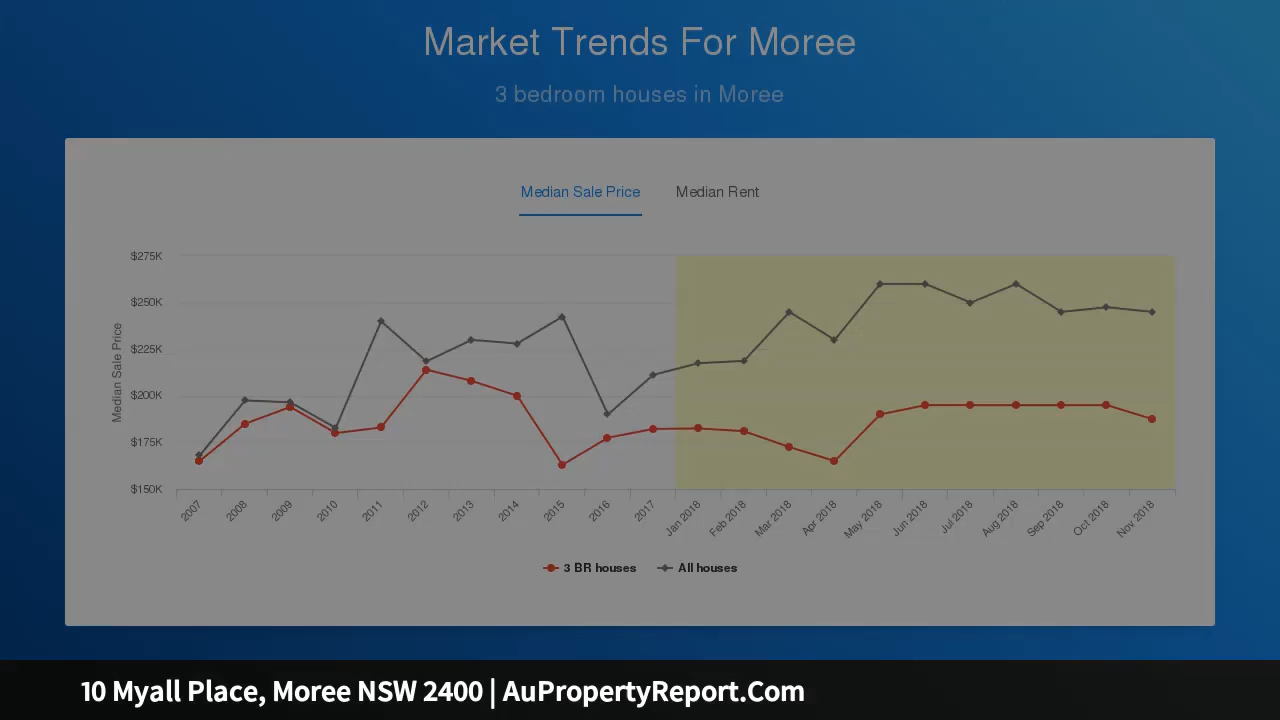 Market Trends For Moree
3 bedroom houses in Moree
Median Sale Price Median Rent
$275K
$250K
$225K
$200K
$175K
$150K
Median Sale Price
2007 2008 2009 2010 2011 2012 2013 2014 2015 2016 2017 Jan 2018 Feb 2018 Mar 2018 Apr 2018 May 2018 Jun 2018 Jul 2018 Aug 2018 Sep 2018 Oct 2018 Nov 2018
3 BR houses All houses
10 Myall Place, Moree NSW 2400 | AuPropertyReport.Com